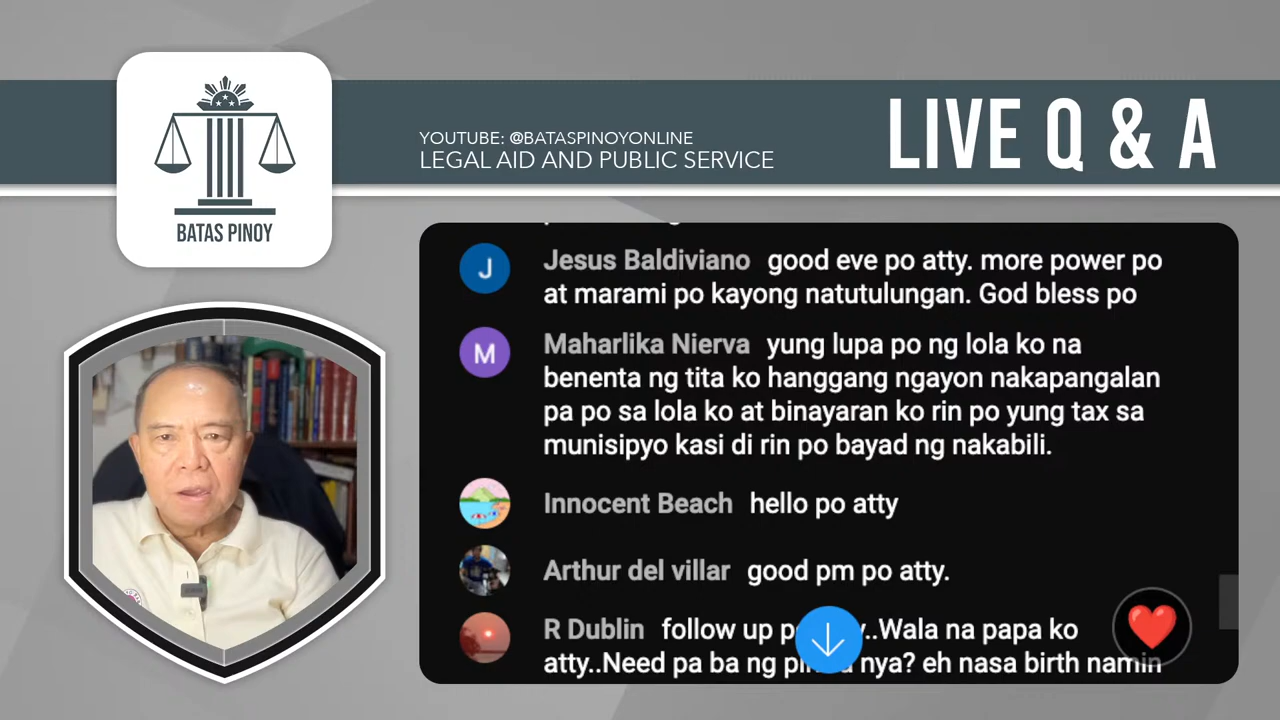 BATAS PINOY
YOUTUBE: @BATASPINOYONLINE
LEGAL AID AND PUBLIC SERVICE
LIVE Q & A
J
Jesus Baldiviano good eve po atty. more power po
at marami po kayong natutulungan. God bless po
M
Maharlika Nierva yung lupa po ng lola ko na
benenta ng tita ko hanggang ngayon nakapangalan
pa po sa lola ko at binayaran ko rin po yung tax sa
munisipyo kasi di rin po bayad ng nakabili.
Innocent Beach hello po atty
Arthur del villar good pm po atty.
R Dublin follow up ..Wala na papa ko
atty..Need pa ba ng nya? eh nasa birth namin